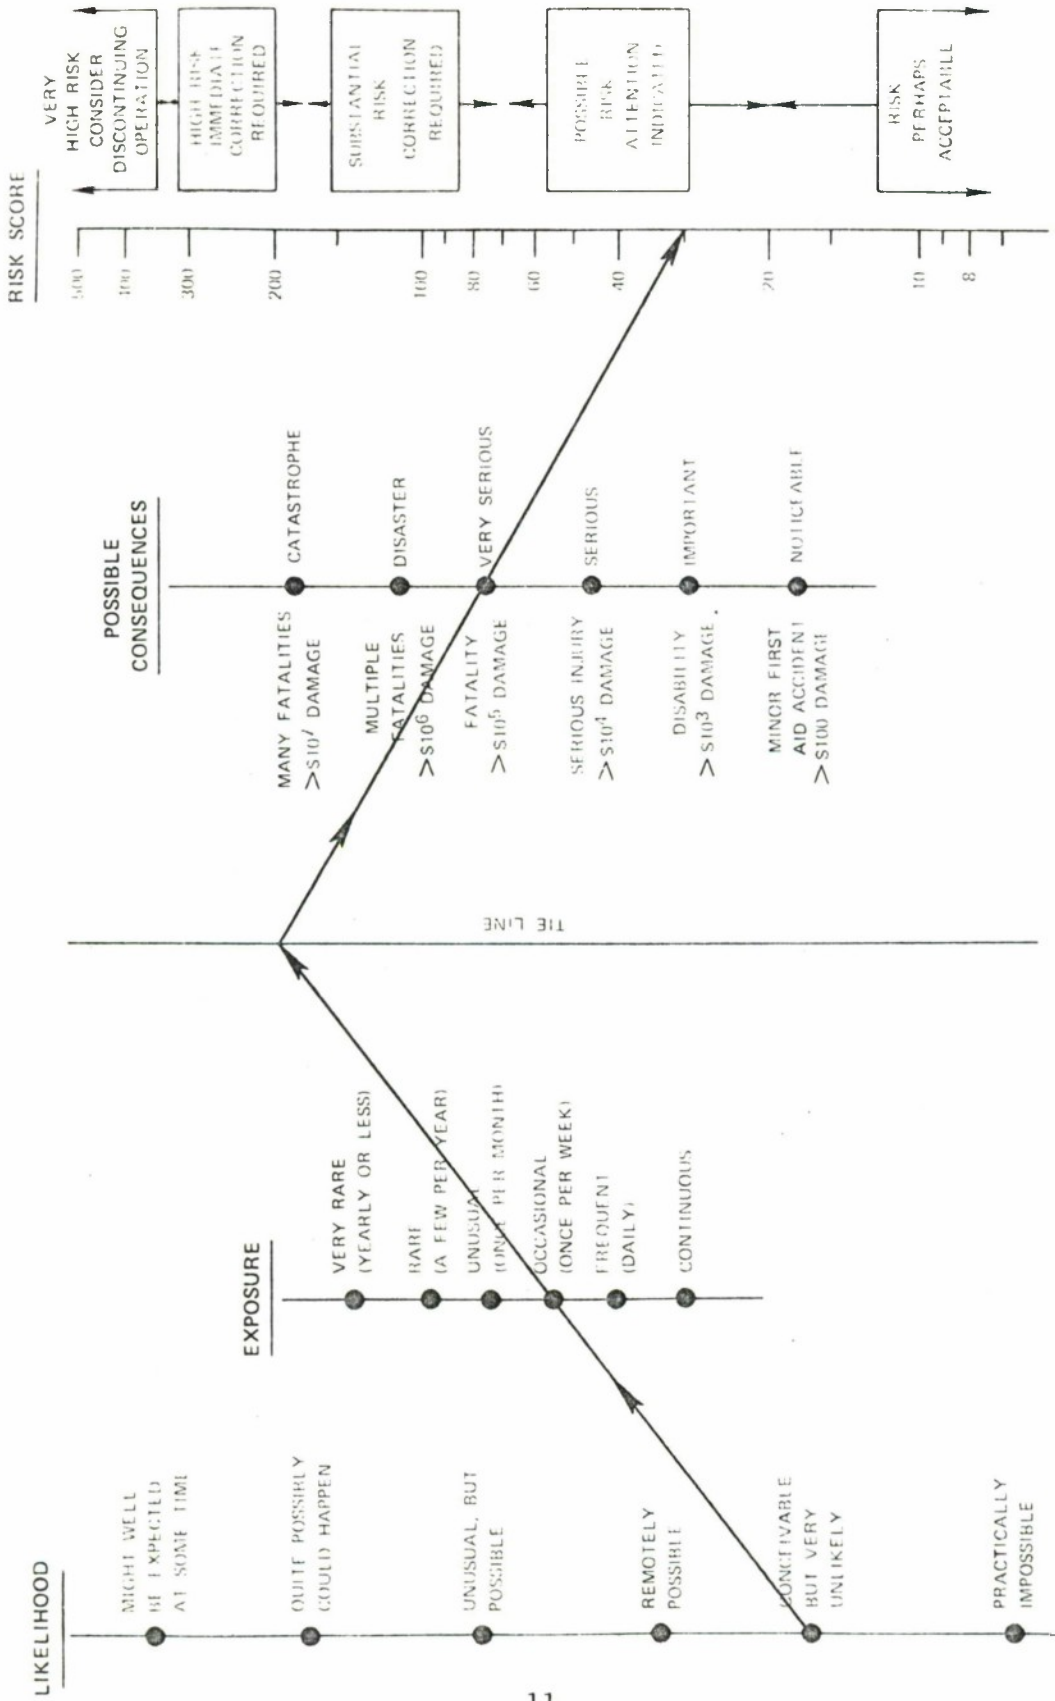 LIKELIHOOD
MIGHT WELL
BE EXPECTED
AT SOME TIME
QUITE POSSIBLY
COULD HAPPEN
UNUSUAL, BUT
POSSIBLE
REMOTELY
POSSIBLE
CONCEIVABLE
BUT VERY
UNLIKELY
PRACTICALLY
IMPOSSIBLE
EXPOSURE
VERY RARE
(YEARLY OR LESS)
RARE
(A FEW PER YEAR)
UNUSUAL
(ONCE PER MONTH)
OCCASIONAL
(ONCE PER WEEK)
FREQUENT
(DAILY)
CONTINUOUS
TIE LINE
POSSIBLE
CONSEQUENCES
MANY FATALITIES
>$10⁷ DAMAGE
CATASTROPHE
MULTIPLE
FATALITIES
>$10⁶ DAMAGE
DISASTER
FATALITY
>$10⁵ DAMAGE
VERY SERIOUS
SERIOUS INJURY
>$10⁴ DAMAGE
SERIOUS
DISABILITY
>$10³ DAMAGE.
IMPORTANT
MINOR FIRST
AID ACCIDENT
>$100 DAMAGE
NOTICEABLE
RISK SCORE
500
300
200
100
80
60
40
20
10
8
VERY
HIGH RISK
CONSIDER
DISCONTINUING
OPERATION
HIGH RISK
IMMEDIATE
CORRECTION
REQUIRED
SUBSTANTIAL
RISK
CORRECTION
REQUIRED
POSSIBLE
RISK
ATTENTION
INDICATED
RISK
PERHAPS
ACCEPTABLE
11